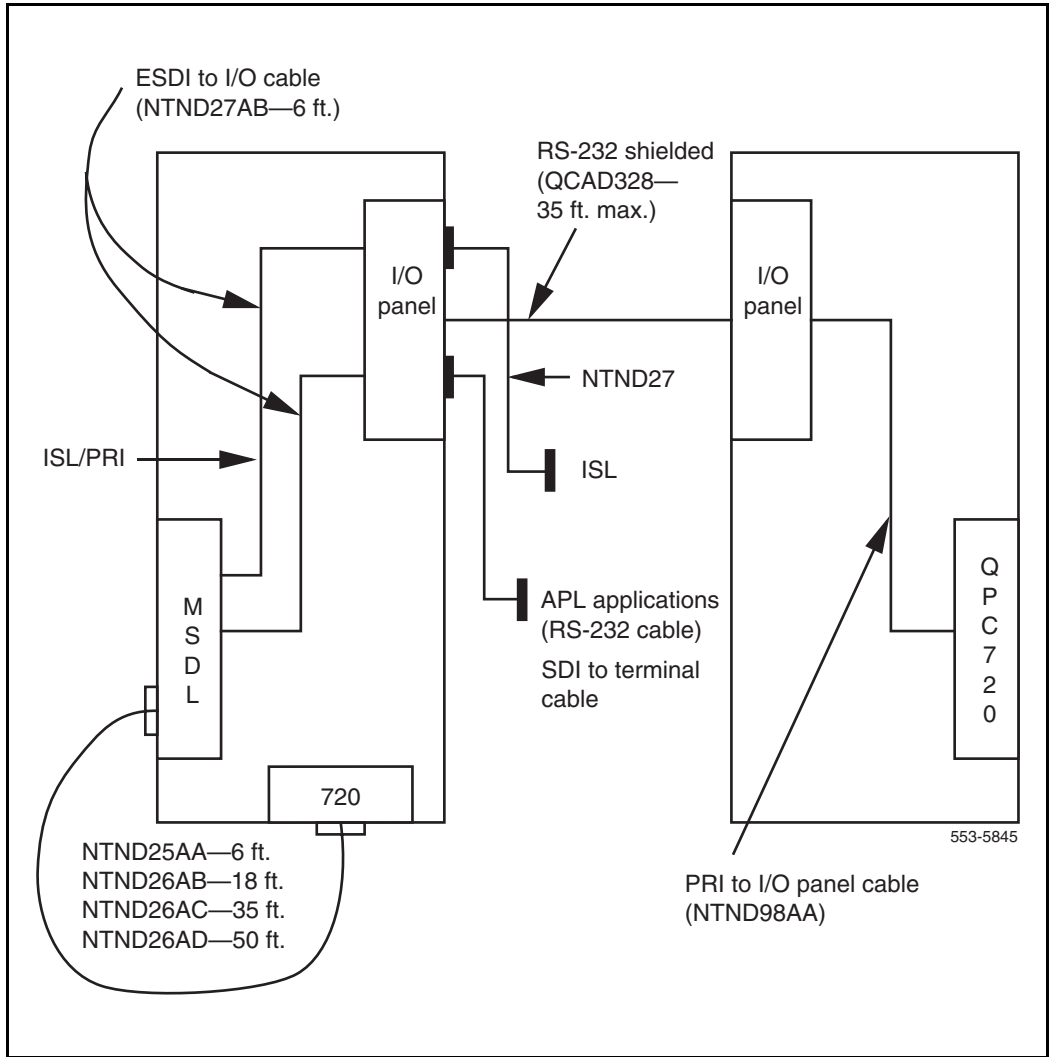 ESDI to I/O cable
(NTND27AB—6 ft.)
RS-232 shielded
(QCAD328—
35 ft. max.)
I/O
panel
I/O
panel
NTND27
ISL/PRI
ISL
M
S
D
L
APL applications
(RS-232 cable)
SDI to terminal
cable
Q
P
C
7
2
0
720
553-5845
NTND25AA—6 ft.
NTND26AB—18 ft.
NTND26AC—35 ft.
NTND26AD—50 ft.
PRI to I/O panel cable
(NTND98AA)